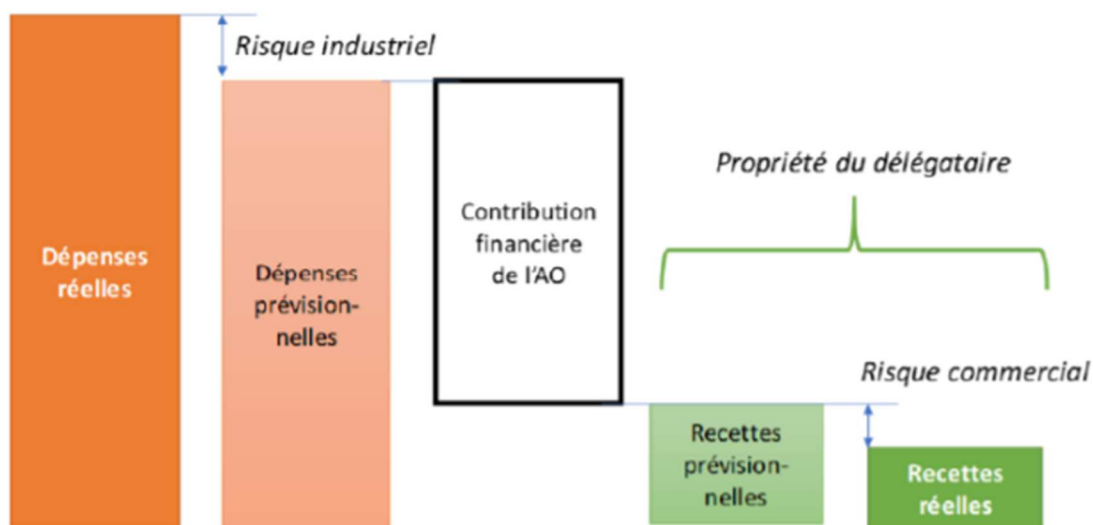 Risque industriel
Propriété du délégataire
Contribution
financière
de l'AO
Dépenses
réelles
Dépenses
prévision-
nelles
Risque commercial
Recettes
prévision-
nelles
Recettes
réelles